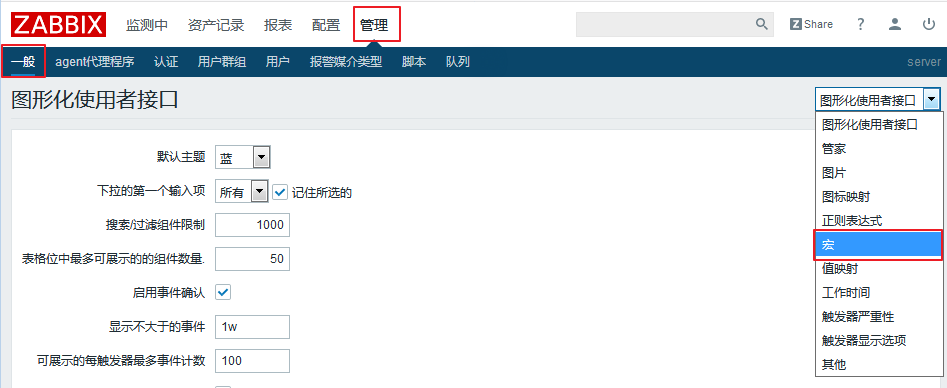 ZABBIX 监测中 资产记录 报表 配置 管理 Z Share ?
一般 agent代理程序 认证 用户群组 用户 报警媒介类型 脚本 队列 server
图形化使用者接口 图形化使用者接口
图形化使用者接口
管家
图片
图标映射
正则表达式
宏
值映射
工作时间
触发器严重性
触发器显示选项
其他
默认主题 蓝
下拉的第一个输入项 所有 记住所选的
搜索/过滤组件限制 1000
表格位中最多可展示的的组件数量. 50
启用事件确认
显示不大于的事件 1w
可展示的每触发器最多事件计数 100